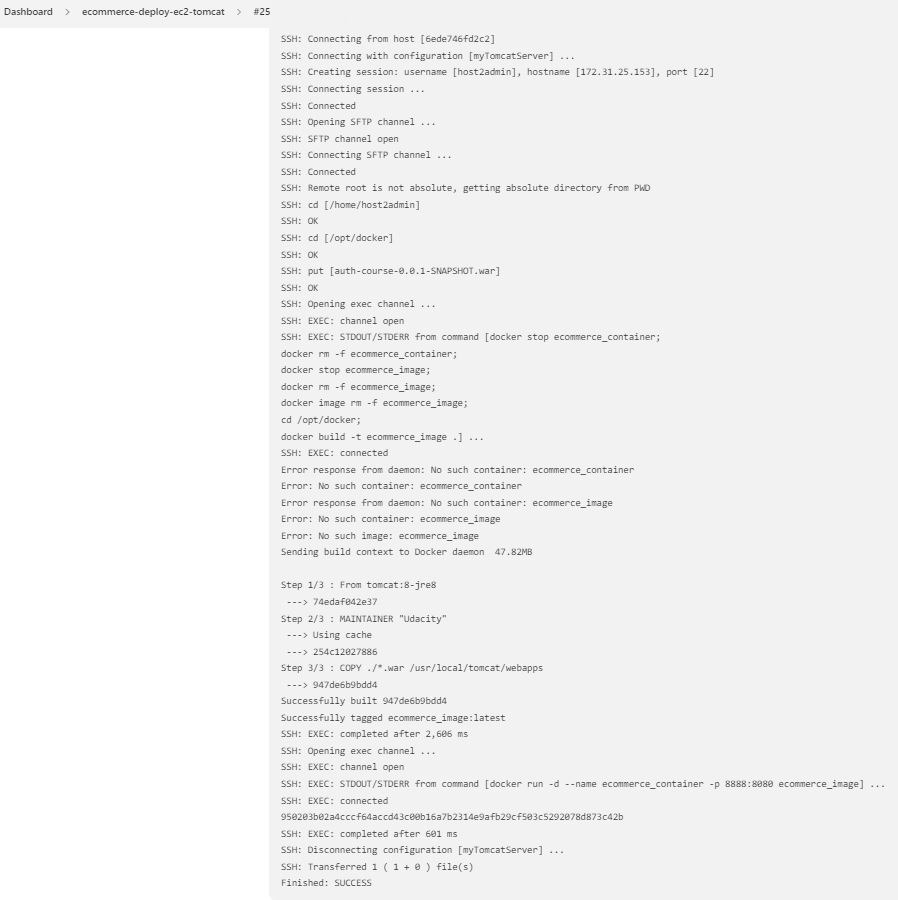 Dashboard > ecommerce-deploy-ec2-tomcat > #25
SSH: Connecting from host [6ede746fd2c2]
SSH: Connecting with configuration [myTomcatServer] ...
SSH: Creating session: username [host2admin], hostname [172.31.25.153], port [22]
SSH: Connecting session ...
SSH: Connected
SSH: Opening SFTP channel ...
SSH: SFTP channel open
SSH: Connecting SFTP channel ...
SSH: Connected
SSH: Remote root is not absolute, getting absolute directory from PWD
SSH: cd [/home/host2admin]
SSH: OK
SSH: cd [/opt/docker]
SSH: OK
SSH: put [auth-course-0.0.1-SNAPSHOT.war]
SSH: OK
SSH: Opening exec channel ...
SSH: EXEC: channel open
SSH: EXEC: STDOUT/STDERR from command [docker stop ecommerce_container;
docker rm -f ecommerce_container;
docker stop ecommerce_image;
docker rm -f ecommerce_image;
docker image rm -f ecommerce_image;
cd /opt/docker;
docker build -t ecommerce_image .] ...
SSH: EXEC: connected
Error response from daemon: No such container: ecommerce_container
Error: No such container: ecommerce_container
Error response from daemon: No such container: ecommerce_image
Error: No such container: ecommerce_image
Error: No such image: ecommerce_image
Sending build context to Docker daemon  47.82MB
Step 1/3 : From tomcat:8-jre8
 ---> 74edaf042e37
Step 2/3 : MAINTAINER "Udacity"
 ---> Using cache
 ---> 254c12027886
Step 3/3 : COPY ./*.war /usr/local/tomcat/webapps
 ---> 947de6b9bdd4
Successfully built 947de6b9bdd4
Successfully tagged ecommerce_image:latest
SSH: EXEC: completed after 2,606 ms
SSH: Opening exec channel ...
SSH: EXEC: channel open
SSH: EXEC: STDOUT/STDERR from command [docker run -d --name ecommerce_container -p 8888:8080 ecommerce_image] ...
SSH: EXEC: connected
950203b02a4cccf64accd43c00b16a7b2314e9afb29cf503c5292078d873c42b
SSH: EXEC: completed after 601 ms
SSH: Disconnecting configuration [myTomcatServer] ...
SSH: Transferred 1 ( 1 + 0 ) file(s)
Finished: SUCCESS